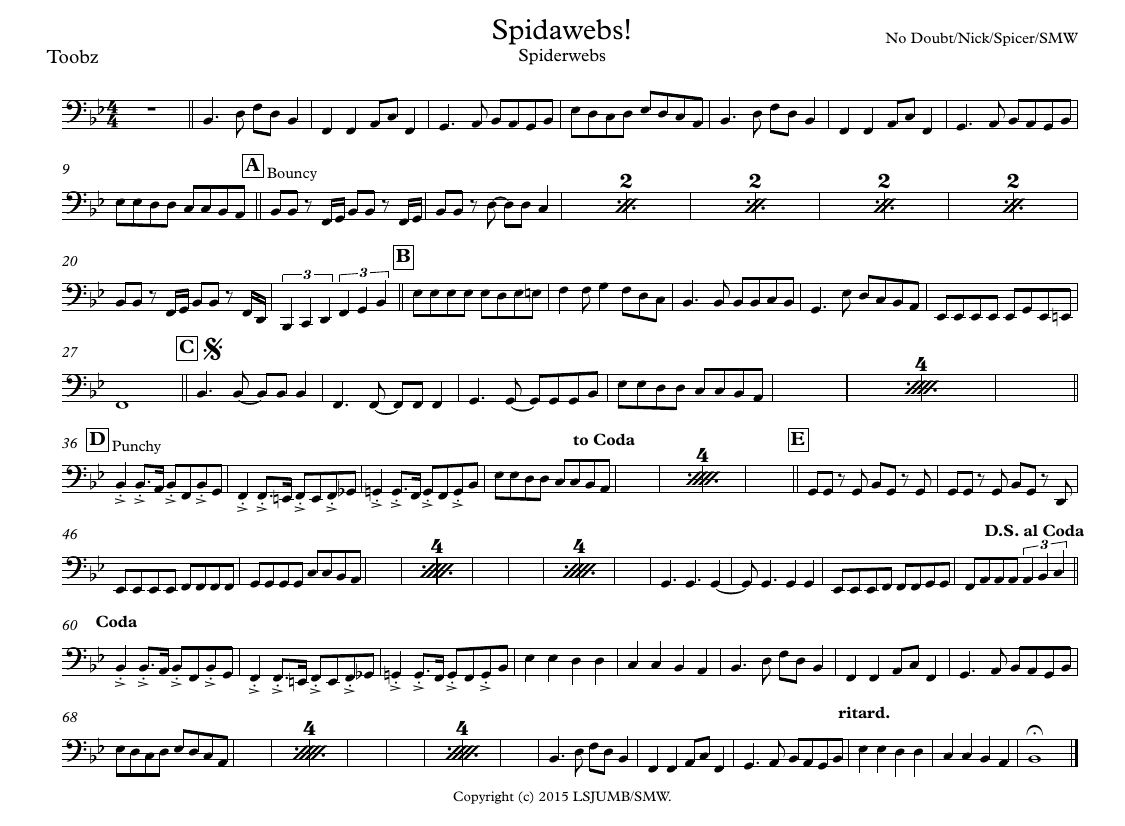 Spidawebs!
Toobz
Spiderwebs
No Doubt/Nick/Spicer/SMW
4
4
9
A Bouncy
2 2 2 2
20
3 3
B
27
C
4
36
D Punchy
to Coda
4
E
46
4 4
D.S. al Coda
3
60
Coda
68
4 4
ritard.
Copyright (c) 2015 LSJUMB/SMW.